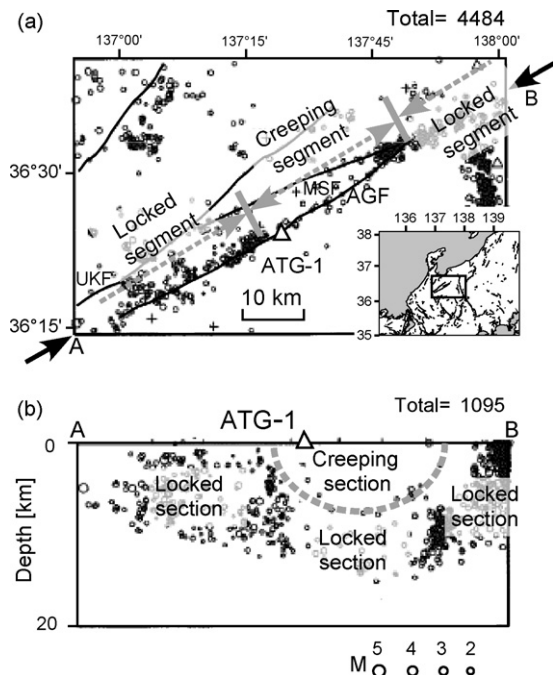 (a)
Total= 4484
137°00'
137°15'
137°45'
138°00'
B
Creeping
segment
Locked
segment
36°30'
MSF
AGF
Locked
segment
ATG-1
UKF
10 km
136 137 138 139
38
37
36
35
36°15'
A
(b)
Total= 1095
A
ATG-1
B
0
Creeping
section
Locked
section
Locked
section
Locked
section
Depth [km]
20
5 4 3 2
M